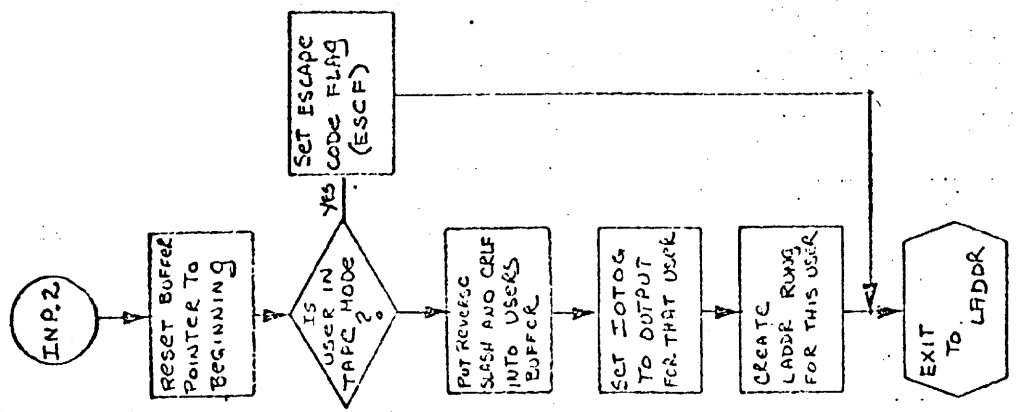 INP.2
RESET BUFFER
POINTER TO
BEGINNING
IS
USER IN
TAPE MODE
?
YES
SET ESCAPE
CODE FLAG
(ESCF)
PUT REVERSE
SLASH AND CRLF
INTO USERS
BUFFER
SET IOTOG
TO OUTPUT
FOR THAT USER
CREATE
LADDR RUNG
FOR THIS USER
EXIT
TO LADDR